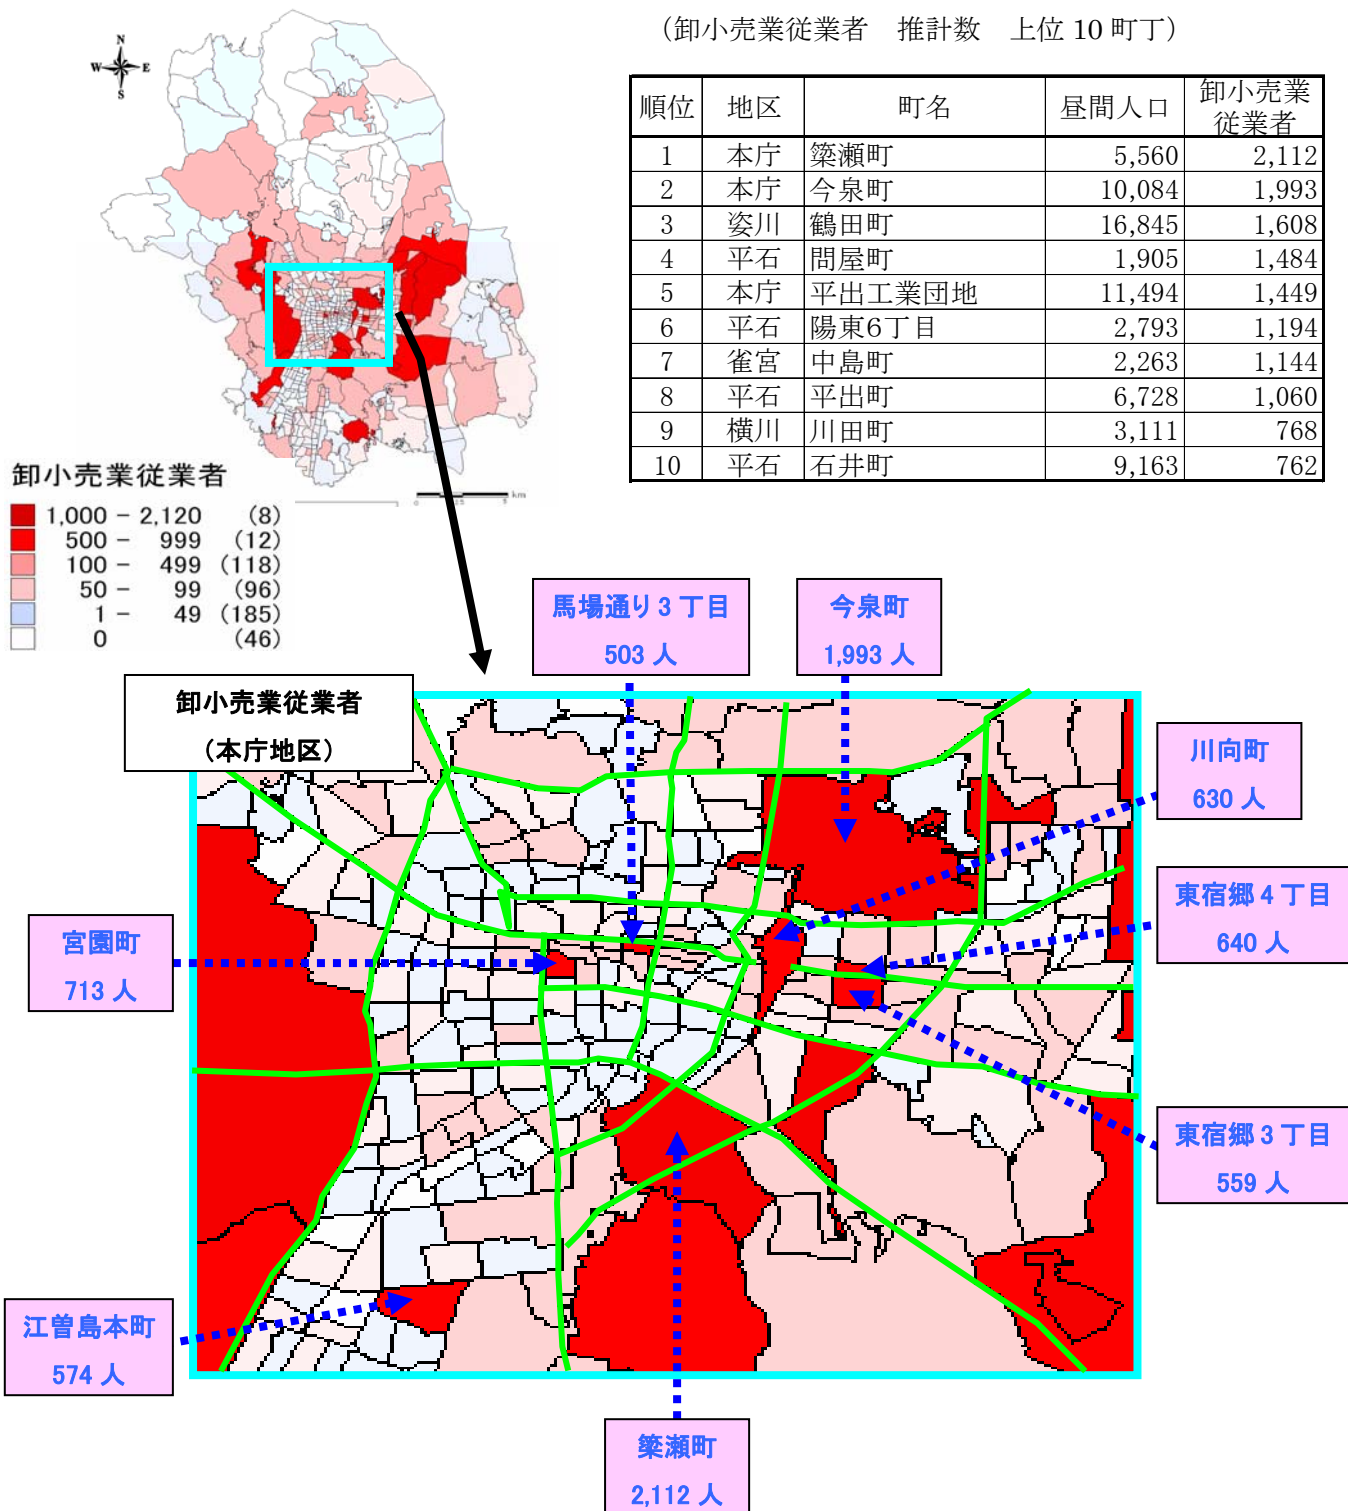 （卸小売業従業者　推計数　上位 10 町丁）
順位 地区 町名 昼間人口 卸小売業従業者
1 本庁 簗瀬町 5,560 2,112
2 本庁 今泉町 10,084 1,993
3 姿川 鶴田町 16,845 1,608
4 平石 問屋町 1,905 1,484
5 本庁 平出工業団地 11,494 1,449
6 平石 陽東6丁目 2,793 1,194
7 雀宮 中島町 2,263 1,144
8 平石 平出町 6,728 1,060
9 横川 川田町 3,111 768
10 平石 石井町 9,163 762
N
W E
S
km
卸小売業従業者
1,000 - 2,120 (8)
500 - 999 (12)
100 - 499 (118)
50 - 99 (96)
1 - 49 (185)
0 (46)
馬場通り 3 丁目
503 人
今泉町
1,993 人
卸小売業従業者
（本庁地区）
川向町
630 人
東宿郷 4 丁目
640 人
宮園町
713 人
東宿郷 3 丁目
559 人
江曽島本町
574 人
簗瀬町
2,112 人